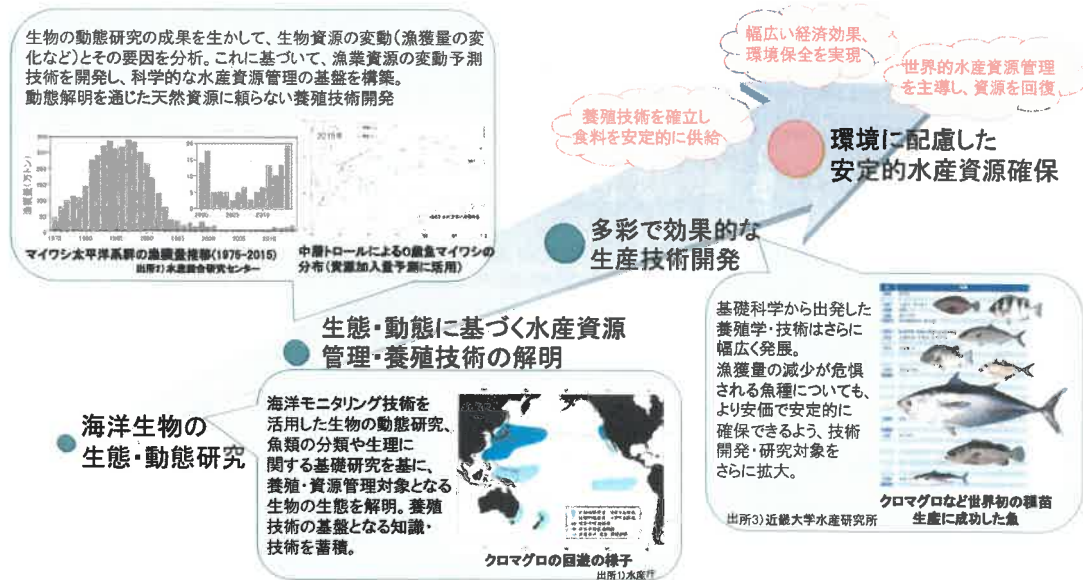 生物の動態研究の成果を生かして、生物資源の変動(漁獲量の変
化など)とその要因を分析。これに基づいて、漁業資源の変動予測
技術を開発し、科学的な水産資源管理の基盤を構築。
動態解明を通じた天然資源に頼らない養殖技術開発
漁獲量(万トン)
2015年
マイワシ太平洋系群の漁獲量推移(1976-2015)
出所2)水産総合研究センター
中層トロールによる0歳魚マイワシの
分布(資源加入量予測に活用)
幅広い経済効果、
環境保全を実現
世界的水産資源管理
を主導し、資源を回復
養殖技術を確立し
食料を安定的に供給
環境に配慮した
安定的水産資源確保
多彩で効果的な
生産技術開発
生態・動態に基づく水産資源
管理・養殖技術の解明
海洋生物の
生態・動態研究
海洋モニタリング技術を
活用した生物の動態研究、
魚類の分類や生理に
関する基礎研究を基に、
養殖・資源管理対象となる
生物の生態を解明。養殖
技術の基盤となる知識・
技術を蓄積。
クロマグロの回遊の様子
出所1)水産庁
基礎科学から出発した
養殖学・技術はさらに
幅広く発展。
漁獲量の減少が危惧
される魚種についても、
より安価で安定的に
確保できるよう、技術
開発・研究対象を
さらに拡大。
クロマグロなど世界初の種苗
生産に成功した魚
出所3)近畿大学水産研究所